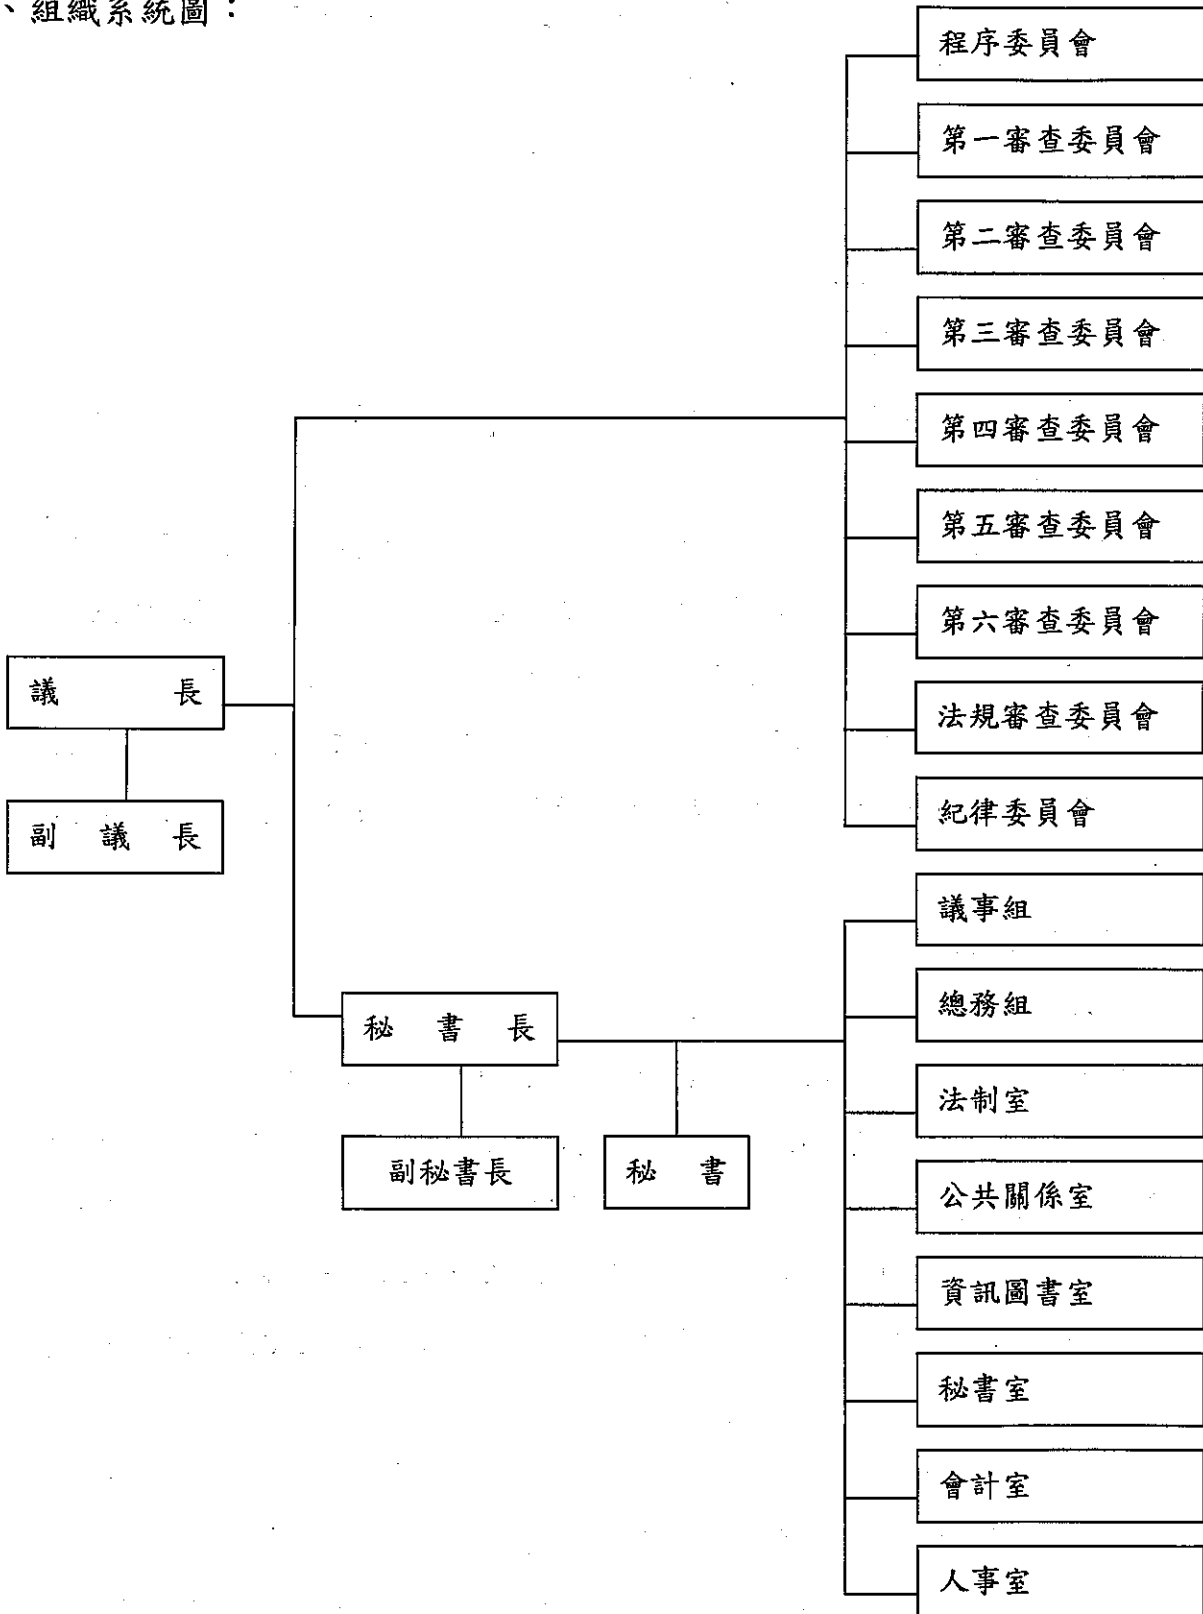 、組織系統圖：
程序委員會
第一審查委員會
第二審查委員會
第三審查委員會
第四審查委員會
第五審查委員會
第六審查委員會
議長
法規審查委員會
副議長
紀律委員會
議事組
秘書長
總務組
法制室
副秘書長
秘書
公共關係室
資訊圖書室
秘書室
會計室
人事室